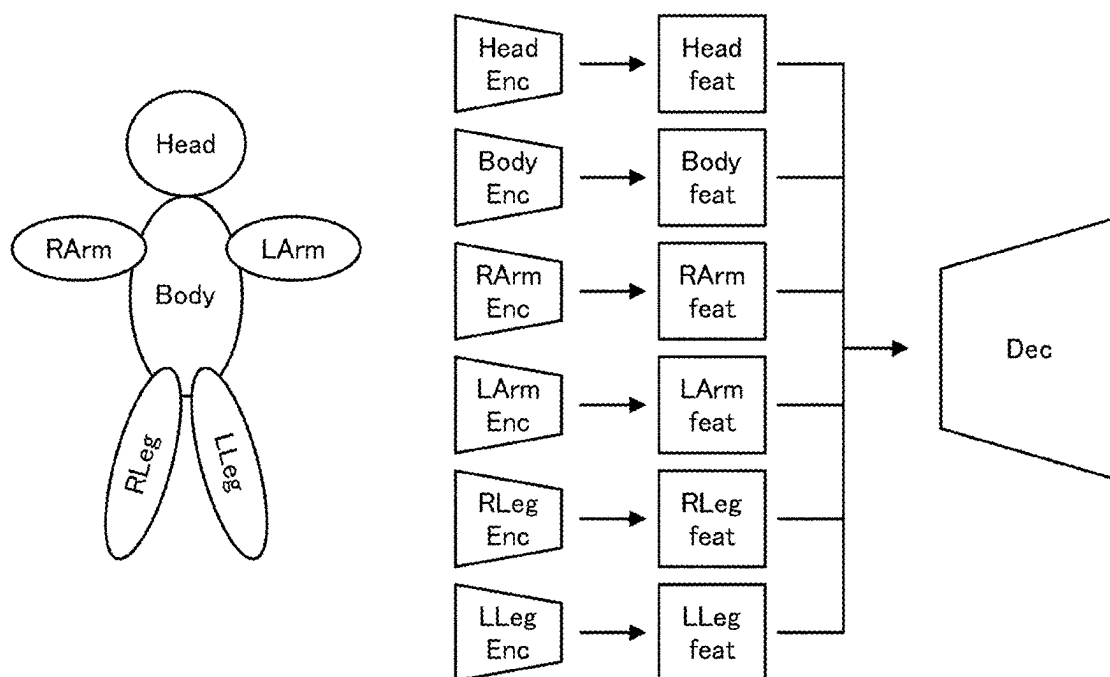 Head
RArm
LArm
Body
RLeg
LLeg
Head
Enc
Head
feat
Body
Enc
Body
feat
RArm
Enc
RArm
feat
LArm
Enc
LArm
feat
RLeg
Enc
RLeg
feat
LLeg
Enc
LLeg
feat
Dec